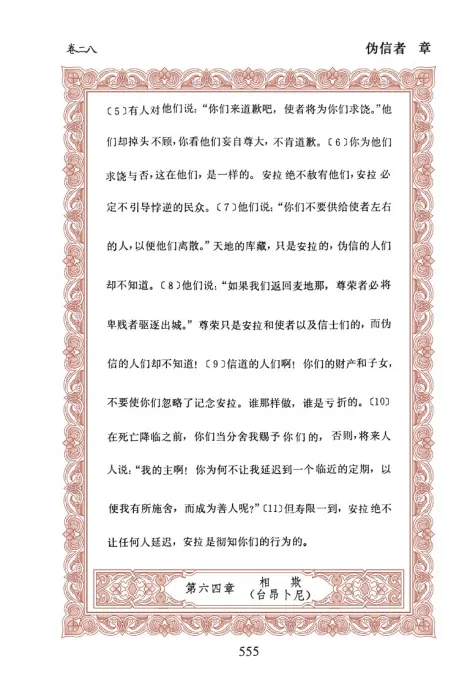 卷二八
伪信者 章
〔5〕有人对他们说：“你们来道歉吧，使者将为你们求饶。”他
们却掉头不顾，你看他们妄自尊大，不肯道歉。〔6〕你为他们
求饶与否，这在他们，是一样的。安拉绝不赦宥他们，安拉必
定不引导悖逆的民众。〔7〕他们说：“你们不要供给使者左右
的人，以便他们离散。”天地的库藏，只是安拉的，伪信的人们
却不知道。〔8〕他们说：“如果我们返回麦地那，尊荣者必将
卑贱者驱逐出城。”尊荣只是安拉和使者以及信士们的，而伪
信的人们却不知道！〔9〕信道的人们啊！你们的财产和子女，
不要使你们忽略了记念安拉。谁那样做，谁是亏折的。〔10〕
在死亡降临之前，你们当分舍我赐予你们的，否则，将来人
人说：“我的主啊！你为何不让我延迟到一个临近的定期，以
便我有所施舍，而成为善人呢？”〔11〕但寿限一到，安拉绝不
让任何人延迟，安拉是彻知你们的行为的。
第六四章 相欺
（台昂卜尼）
555